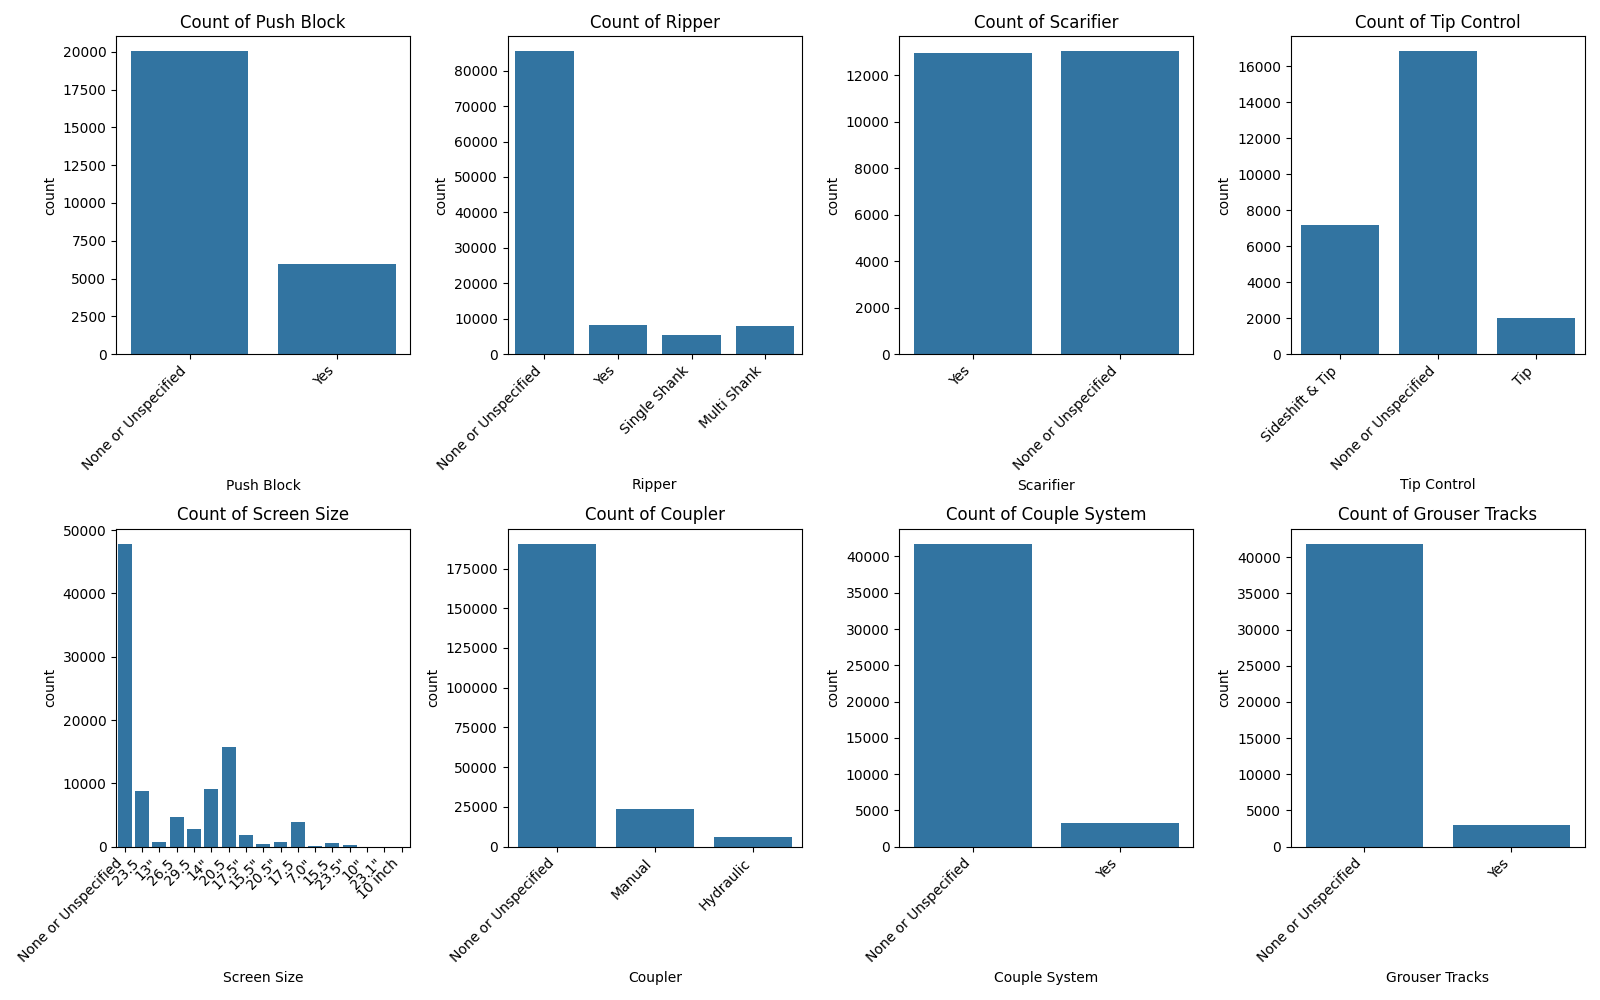 Count of Push Block
20000
17500
15000
12500
10000
7500
5000
2500
0
count
None or Unspecified
Yes
Push Block
Count of Ripper
80000
70000
60000
50000
40000
30000
20000
10000
0
count
None or Unspecified
Yes
Single Shank
Multi Shank
Ripper
Count of Scarifier
12000
10000
8000
6000
4000
2000
0
count
Yes
None or Unspecified
Scarifier
Count of Tip Control
16000
14000
12000
10000
8000
6000
4000
2000
0
count
Sideshift & Tip
None or Unspecified
Tip
Tip Control
Count of Screen Size
50000
40000
30000
20000
10000
0
count
None or Unspecified
23.5
13"
26.5
29.5
14"
20.5
17.5"
15.5"
20.5"
17.5
7.0"
15.5
23.5"
10"
23.1"
10 inch
Screen Size
Count of Coupler
175000
150000
125000
100000
75000
50000
25000
0
count
None or Unspecified
Manual
Hydraulic
Coupler
Count of Couple System
40000
35000
30000
25000
20000
15000
10000
5000
0
count
None or Unspecified
Yes
Couple System
Count of Grouser Tracks
40000
35000
30000
25000
20000
15000
10000
5000
0
count
None or Unspecified
Yes
Grouser Tracks